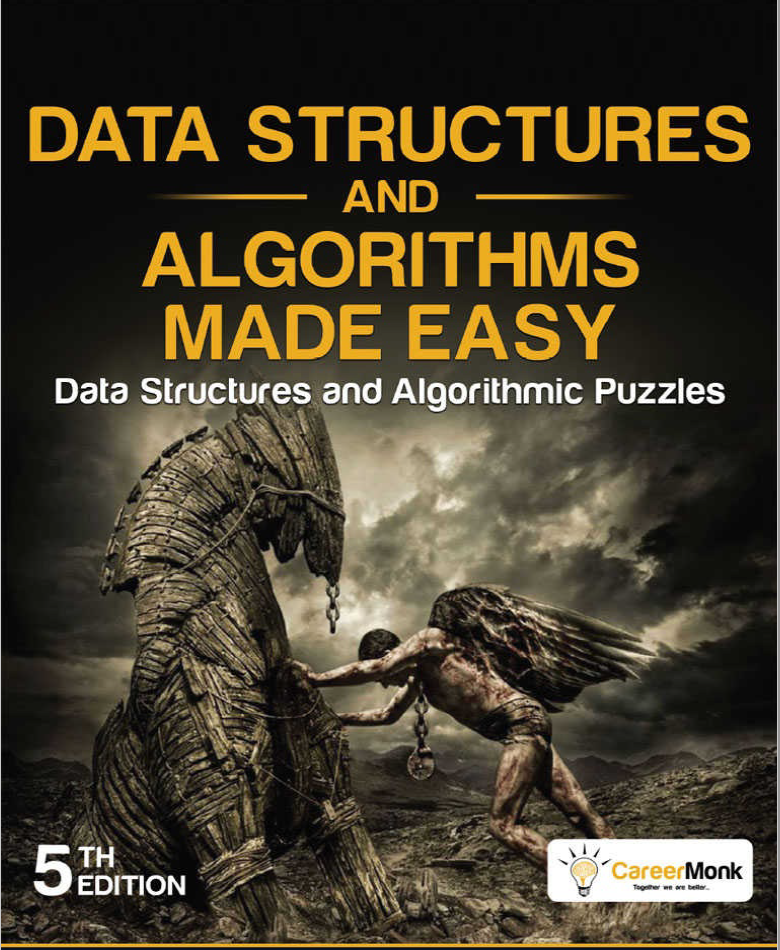 DATA STRUCTURES
AND
ALGORITHMS
MADE EASY
Data Structures and Algorithmic Puzzles
5TH
EDITION
CareerMonk
Together we are better..